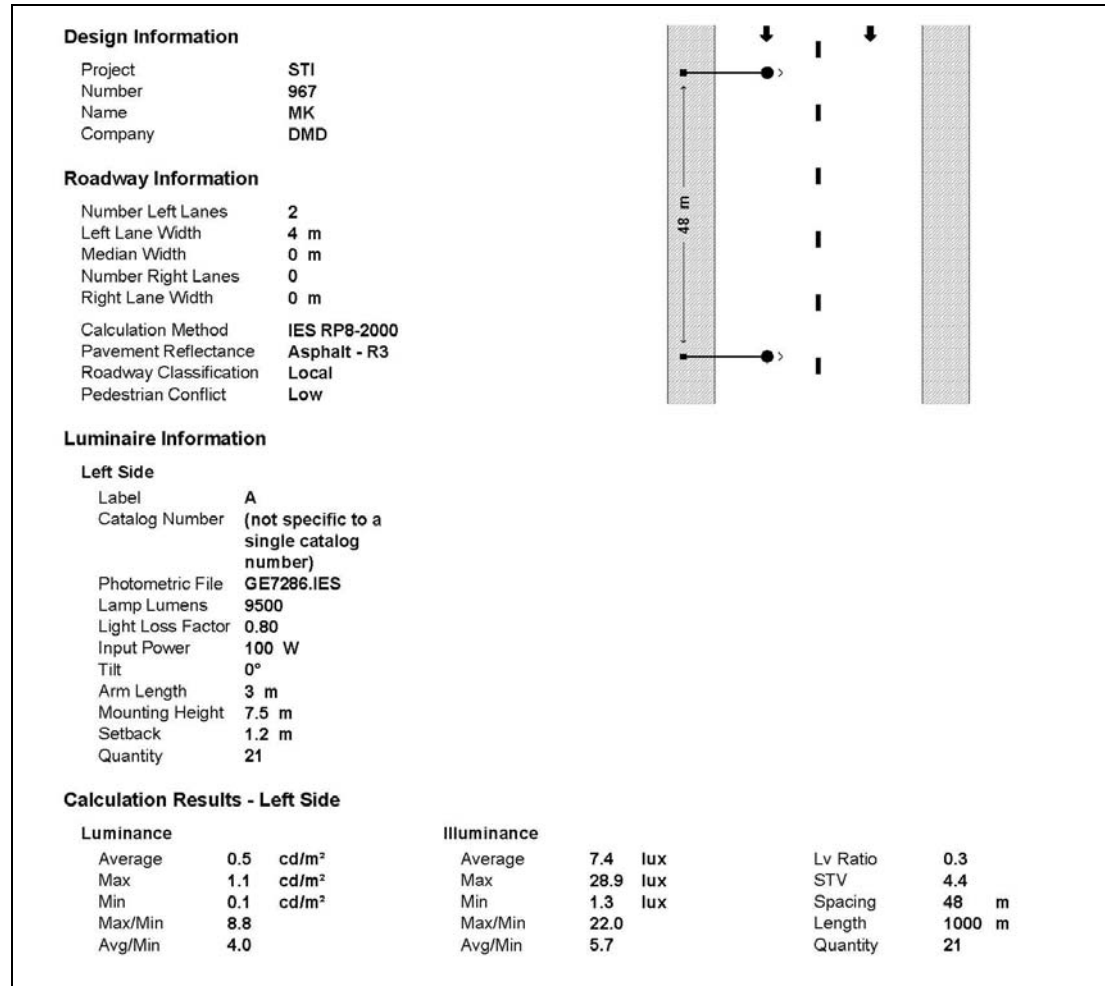 Design Information
Project STI
Number 967
Name MK
Company DMD
Roadway Information
Number Left Lanes 2
Left Lane Width 4 m
Median Width 0 m
Number Right Lanes 0
Right Lane Width 0 m
Calculation Method IES RP8-2000
Pavement Reflectance Asphalt - R3
Roadway Classification Local
Pedestrian Conflict Low
48 m
Luminaire Information
Left Side
Label A
Catalog Number (not specific to a
single catalog
number)
Photometric File GE7286.IES
Lamp Lumens 9500
Light Loss Factor 0.80
Input Power 100 W
Tilt 0°
Arm Length 3 m
Mounting Height 7.5 m
Setback 1.2 m
Quantity 21
Calculation Results - Left Side
Luminance Illuminance
Average 0.5 cd/m² Average 7.4 lux Lv Ratio 0.3
Max 1.1 cd/m² Max 28.9 lux STV 4.4
Min 0.1 cd/m² Min 1.3 lux Spacing 48 m
Max/Min 8.8 Max/Min 22.0 Length 1000 m
Avg/Min 4.0 Avg/Min 5.7 Quantity 21